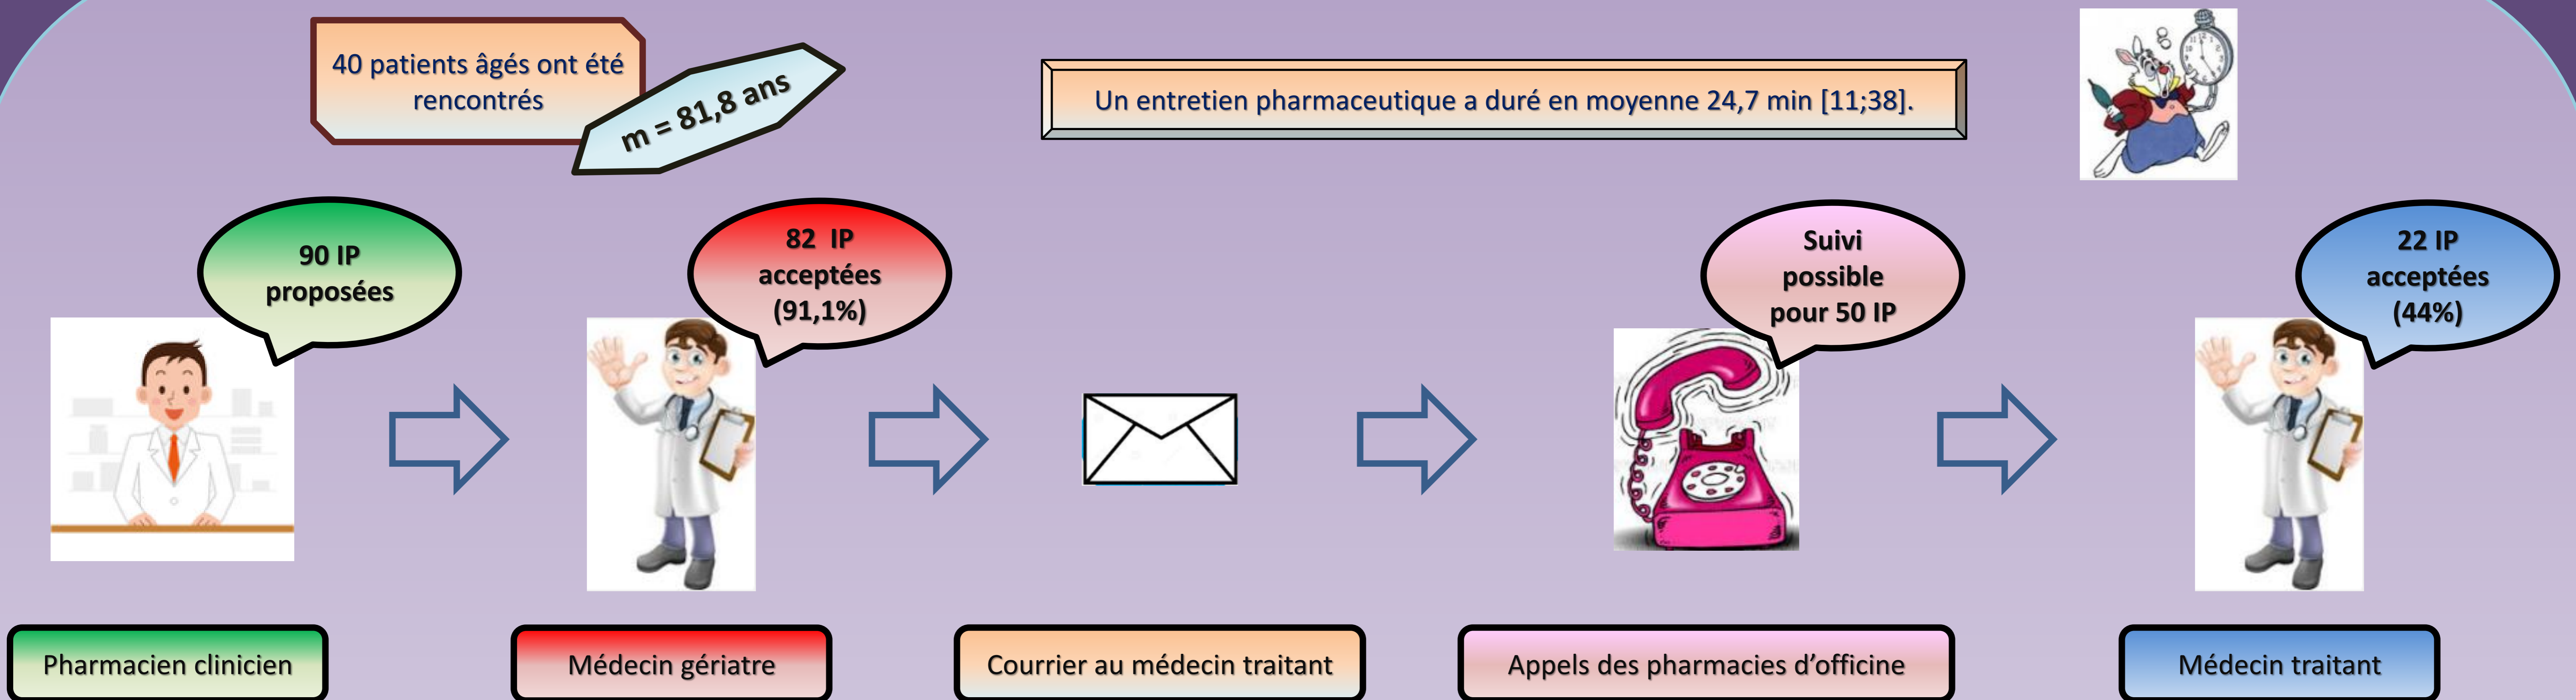 40 patients âgés ont été
rencontrés
m = 81,8 ans
Un entretien pharmaceutique a duré en moyenne 24,7 min [11;38].
90 IP
proposées
82 IP
acceptées
(91,1%)
Suivi
possible
pour 50 IP
22 IP
acceptées
(44%)
Pharmacien clinicien
Médecin gériatre
Courrier au médecin traitant
Appels des pharmacies d’officine
Médecin traitant